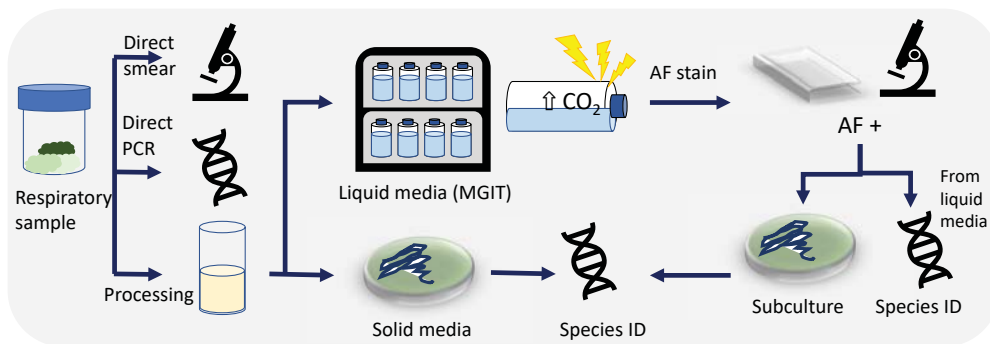 Direct
smear
Direct
PCR
Respiratory
sample
Processing
Liquid media (MGIT)
⇧ CO₂
AF stain
AF +
From
liquid
media
Solid media
Species ID
Subculture
Species ID